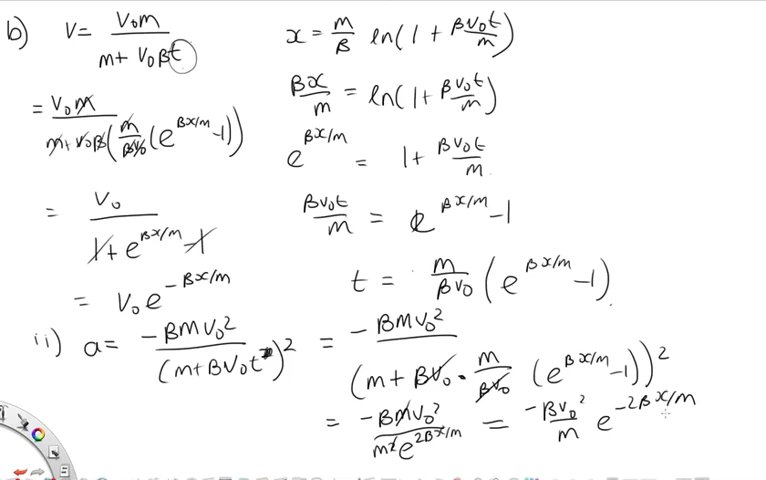 b) V = V₀m / (m + V₀βt)
= V₀m / (m + V₀β(m/(βV₀) (e^(βx/m) -1)))
= V₀ / (1 + e^(βx/m) - 1)
= V₀ e^(-βx/m)
x = m/β ln(1 + βV₀t/m)
βx/m = ln(1 + βV₀t/m)
e^(βx/m) = 1 + βV₀t/m
βV₀t/m = e^(βx/m) - 1
t = m/(βV₀) (e^(βx/m) - 1)
ii) a = -βmV₀² / (m + βV₀t)² = -βmV₀² / (m + βV₀ · m/(βV₀) (e^(βx/m) -1))²
= -βmV₀² / (m² e^(2βx/m)) = -βV₀²/m e^(-2βx/m)